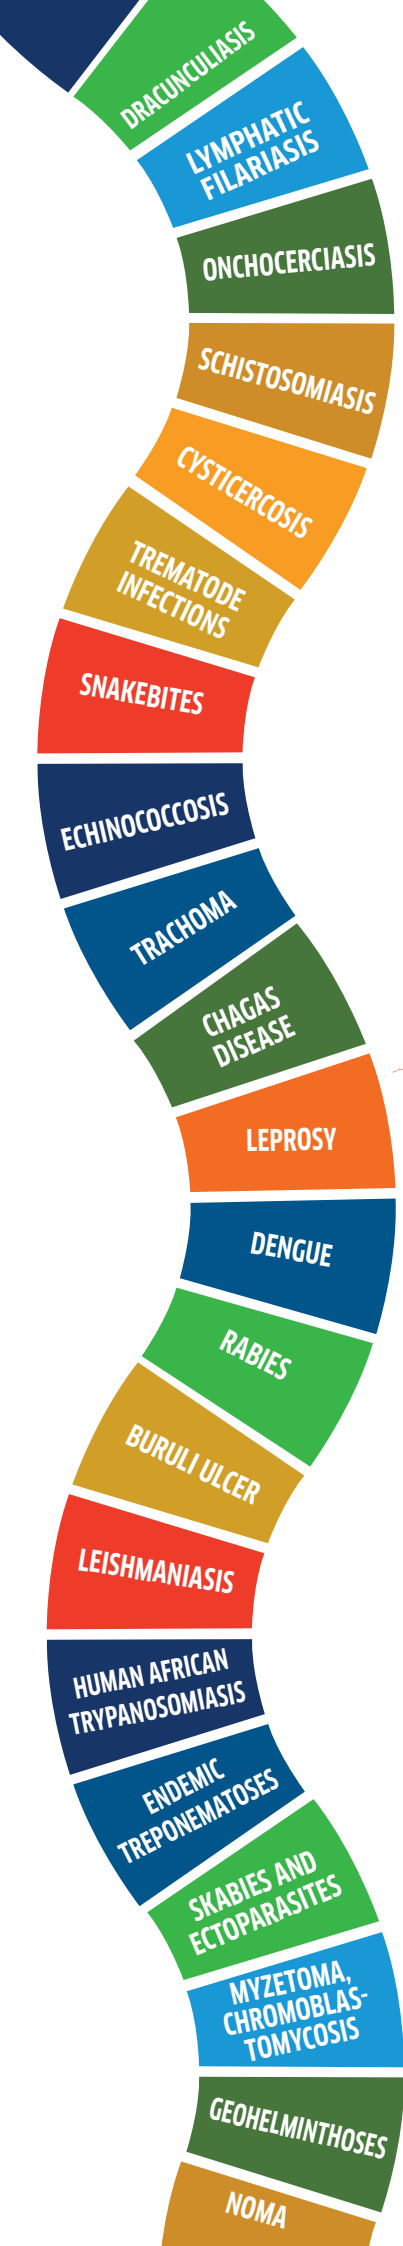 DRACUNCULIASIS
LYMPHATIC
FILARIASIS
ONCHOCERCIASIS
SCHISTOSOMIASIS
CYSTICERCOSIS
TREMATODE
INFECTIONS
SNAKEBITES
ECHINOCOCCOSIS
TRACHOMA
CHAGAS
DISEASE
LEPROSY
DENGUE
RABIES
BURULI ULCER
LEISHMANIASIS
HUMAN AFRICAN
TRYPANOSOMIASIS
ENDEMIC
TREPONEMATOSES
SKABIES AND
ECTOPARASITES
MYZETOMA,
CHROMOBLAS-
TOMYCOSIS
GEOHELMINTHOSES
NOMA